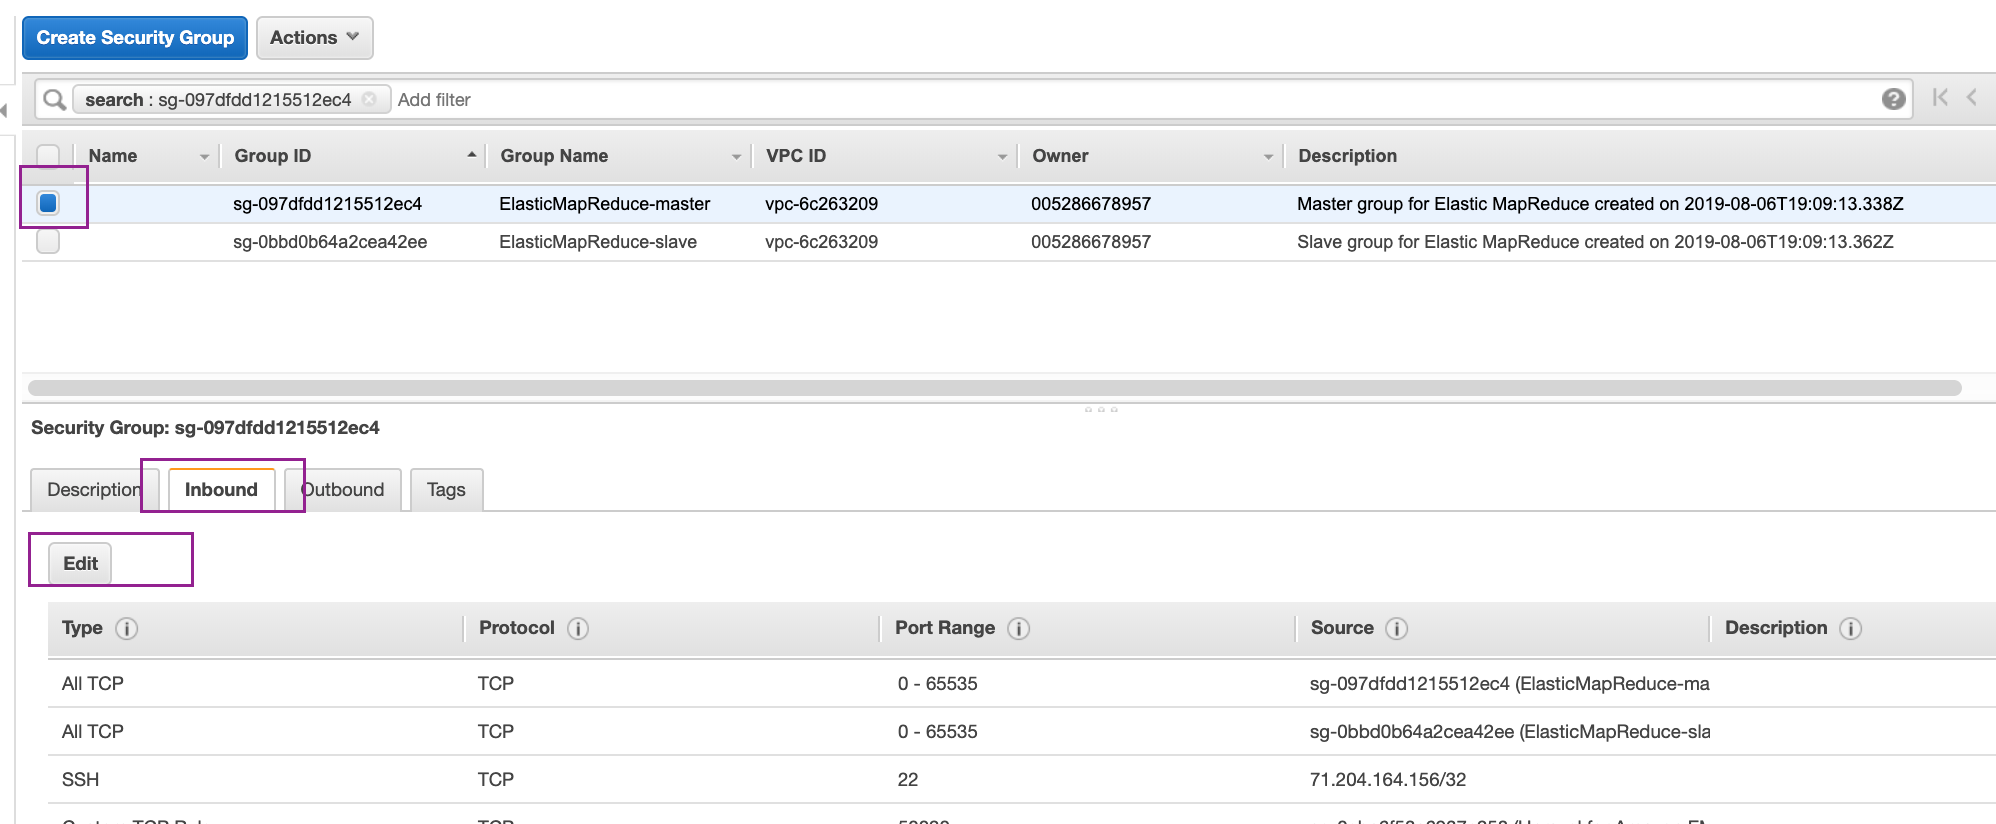 Create Security Group Actions
search : sg-097dfdd1215512ec4 Add filter
Name Group ID Group Name VPC ID Owner Description
sg-097dfdd1215512ec4 ElasticMapReduce-master vpc-6c263209 005286678957 Master group for Elastic MapReduce created on 2019-08-06T19:09:13.338Z
sg-0bbd0b64a2cea42ee ElasticMapReduce-slave vpc-6c263209 005286678957 Slave group for Elastic MapReduce created on 2019-08-06T19:09:13.362Z
Security Group: sg-097dfdd1215512ec4
Description Inbound Outbound Tags
Edit
Type Protocol Port Range Source Description
All TCP TCP 0 - 65535 sg-097dfdd1215512ec4 (ElasticMapReduce-ma
All TCP TCP 0 - 65535 sg-0bbd0b64a2cea42ee (ElasticMapReduce-sla
SSH TCP 22 71.204.164.156/32